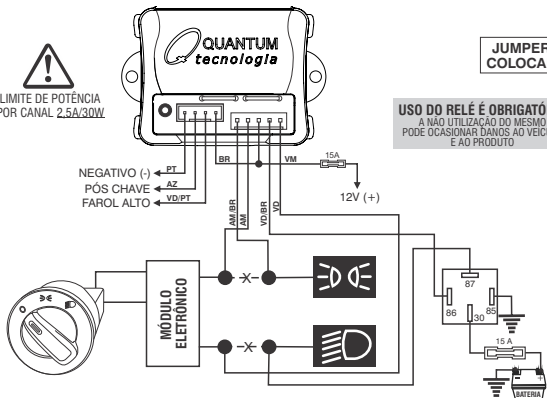 QUANTUM
tecnologia
JUMPER
COLOCA
LIMITE DE POTÊNCIA
POR CANAL 2,5A/30W
USO DO RELÉ É OBRIGATÓ
A NÃO UTILIZAÇÃO DO MESMO
PODE OCASIONAR DANOS AO VEÍC
E AO PRODUTO
BR
VM
15A
12V (+)
NEGATIVO (-)
PT
PÓS CHAVE
AZ
FAROL ALTO
VD/PT
AM/BR
AM
VD/BR
VD
MÓDULO
ELETRÔNICO
X
X
87
86
85
30
15 A
BATERIA